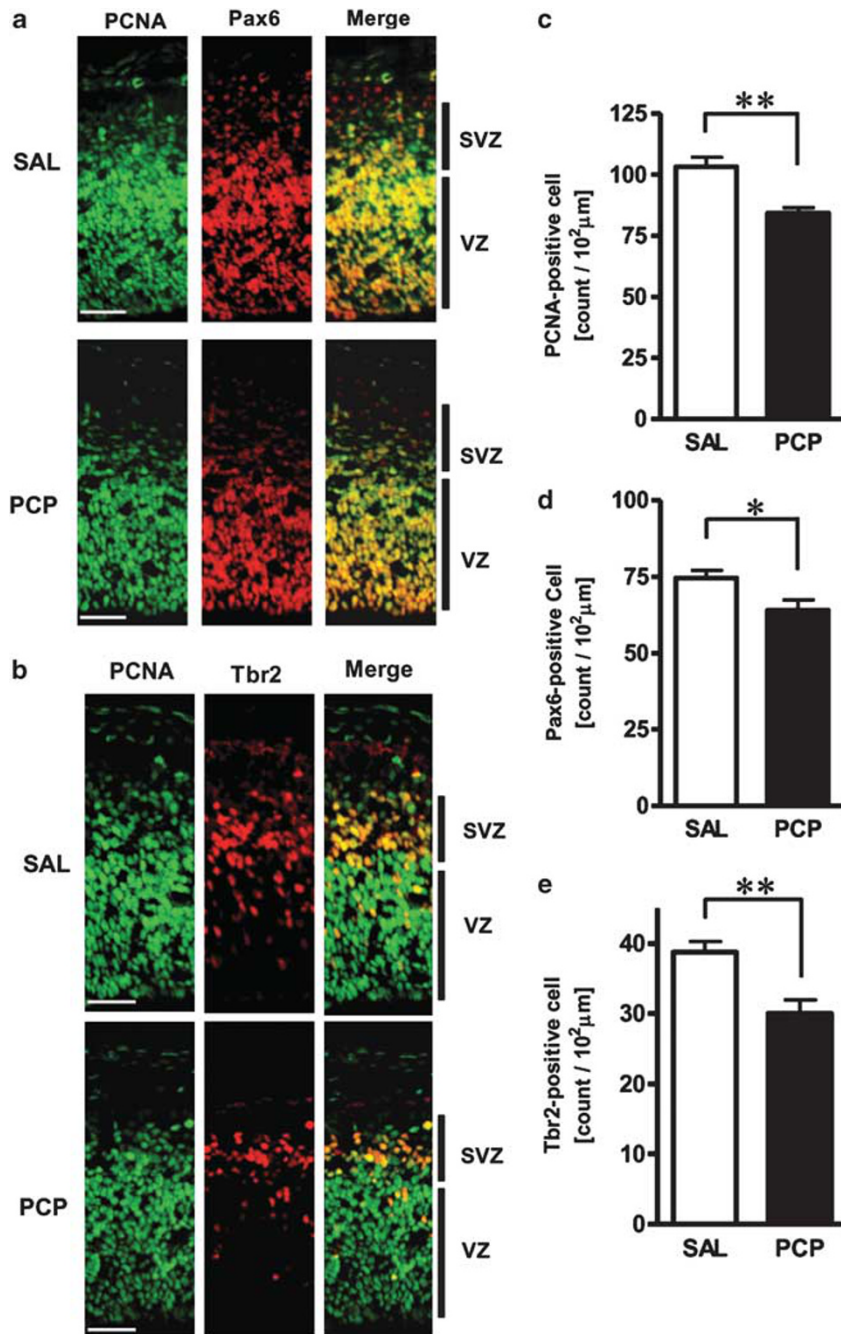 a
PCNA Pax6 Merge
SAL
SVZ
VZ
PCP
SVZ
VZ
b
PCNA Tbr2 Merge
SAL
SVZ
VZ
PCP
SVZ
VZ
c
**
PCNA-positive cell
[count / 10²μm]
125
100
75
50
25
0
SAL PCP
d
*
Pax6-positive Cell
[count / 10²μm]
100
75
50
25
0
SAL PCP
e
**
Tbr2-positive cell
[count / 10²μm]
40
30
20
10
0
SAL PCP